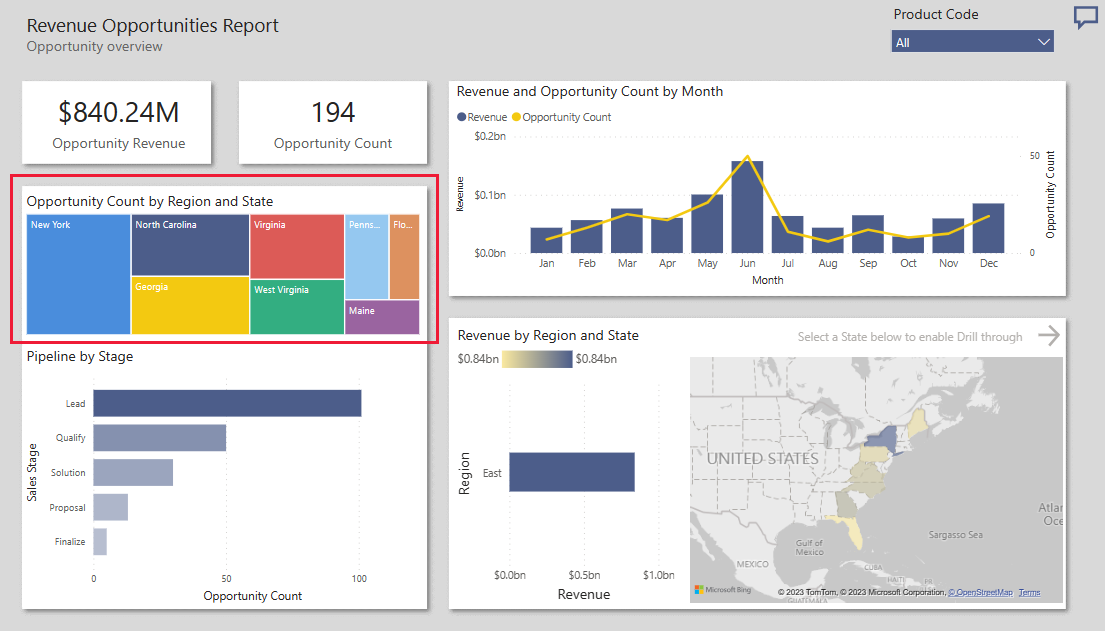 Revenue Opportunities Report
Opportunity overview
Product Code
All
$840.24M
Opportunity Revenue
194
Opportunity Count
Revenue and Opportunity Count by Month
Revenue Opportunity Count
$0.2bn
$0.1bn
$0.0bn
Revenue
50
0
Opportunity Count
Jan Feb Mar Apr May Jun Jul Aug Sep Oct Nov Dec
Month
Opportunity Count by Region and State
New York
North Carolina
Virginia
Penns...
Flo...
Georgia
West Virginia
Maine
Pipeline by Stage
Sales Stage
Lead
Qualify
Solution
Proposal
Finalize
0 50 100
Opportunity Count
Revenue by Region and State
Select a State below to enable Drill through
$0.84bn $0.84bn
Region
East
$0.0bn $0.5bn $1.0bn
Revenue
UNITED STATES
Atlan
Oce
Sargasso Sea
Gulf of
Mexico
MEXICO
CUBA
HAITI
PR
GUATEMALA
Microsoft Bing
© 2023 TomTom, © 2023 Microsoft Corporation, © OpenStreetMap Terms